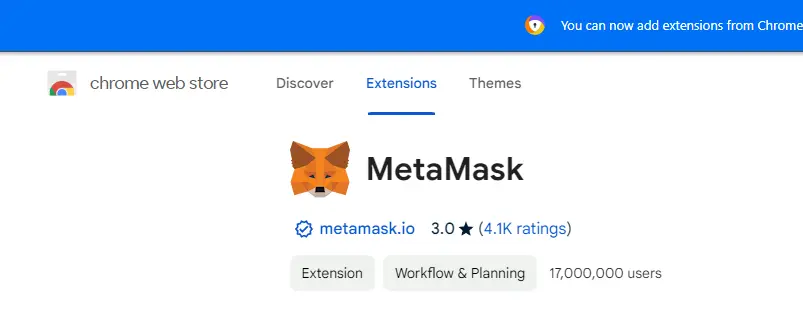 You can now add extensions from Chrome
chrome web store Discover Extensions Themes
MetaMask
metamask.io 3.0 ★ (4.1K ratings)
Extension Workflow & Planning 17,000,000 users